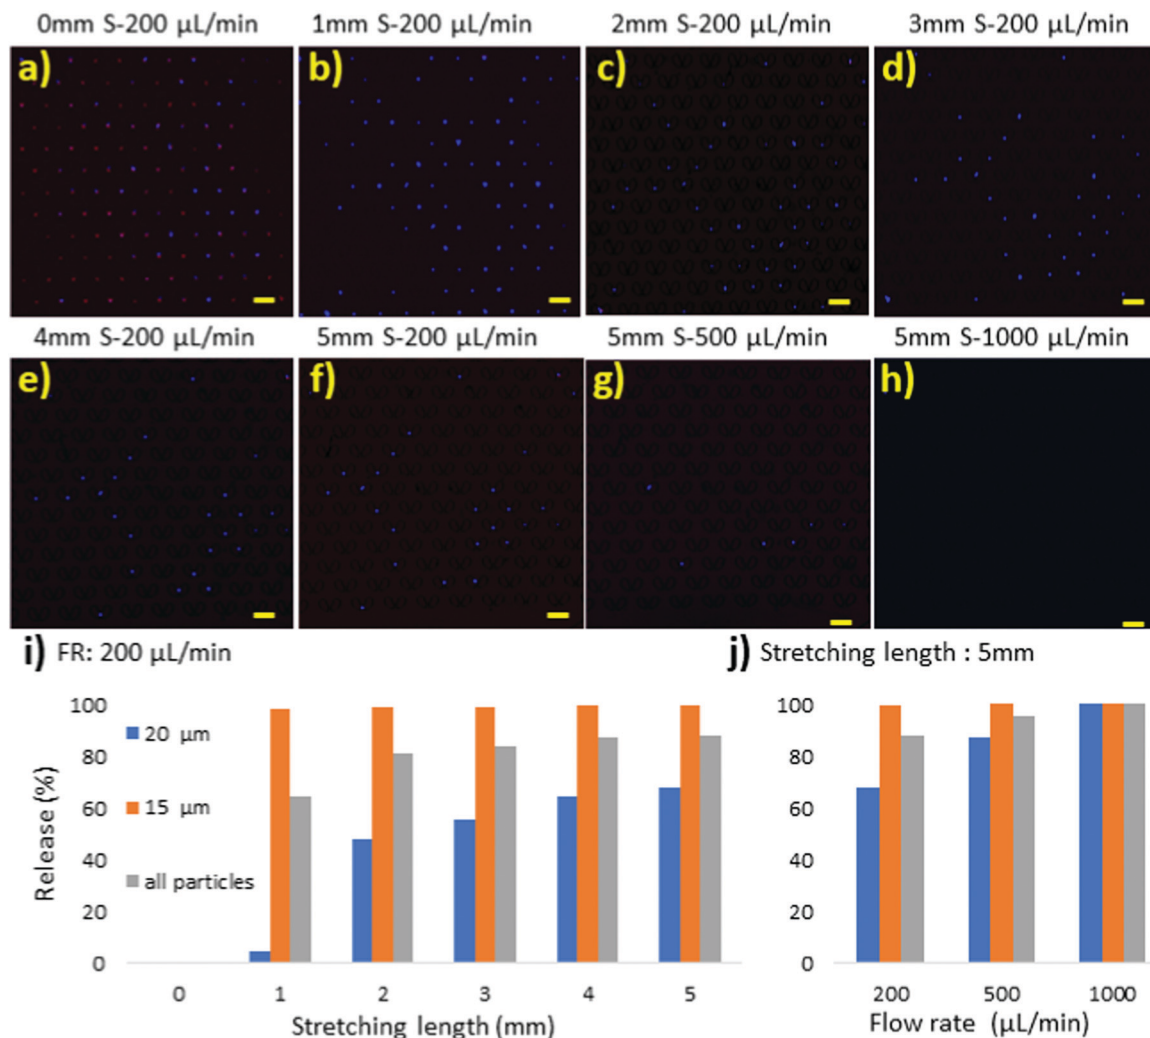 0mm S-200 µL/min 1mm S-200 µL/min 2mm S-200 µL/min 3mm S-200 µL/min
a) b) c) d)
4mm S-200 µL/min 5mm S-200 µL/min 5mm S-500 µL/min 5mm S-1000 µL/min
e) f) g) h)
i) FR: 200 µL/min
Release (%)
100
80
60
40
20
0
20 µm
15 µm
all particles
0 1 2 3 4 5
Stretching length (mm)
j) Stretching length : 5mm
100
80
60
40
20
0
200 500 1000
Flow rate (µL/min)